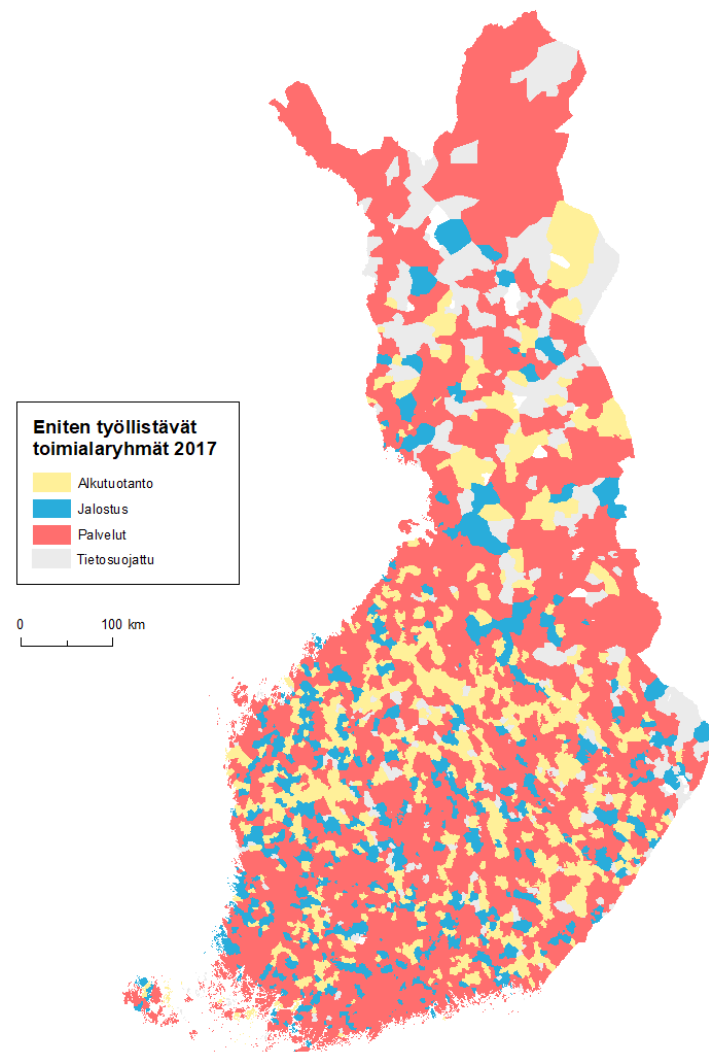 Eniten työllistävät
toimialaryhmät 2017
Alkutuotanto
Jalostus
Palvelut
Tietosuojattu
0 100 km